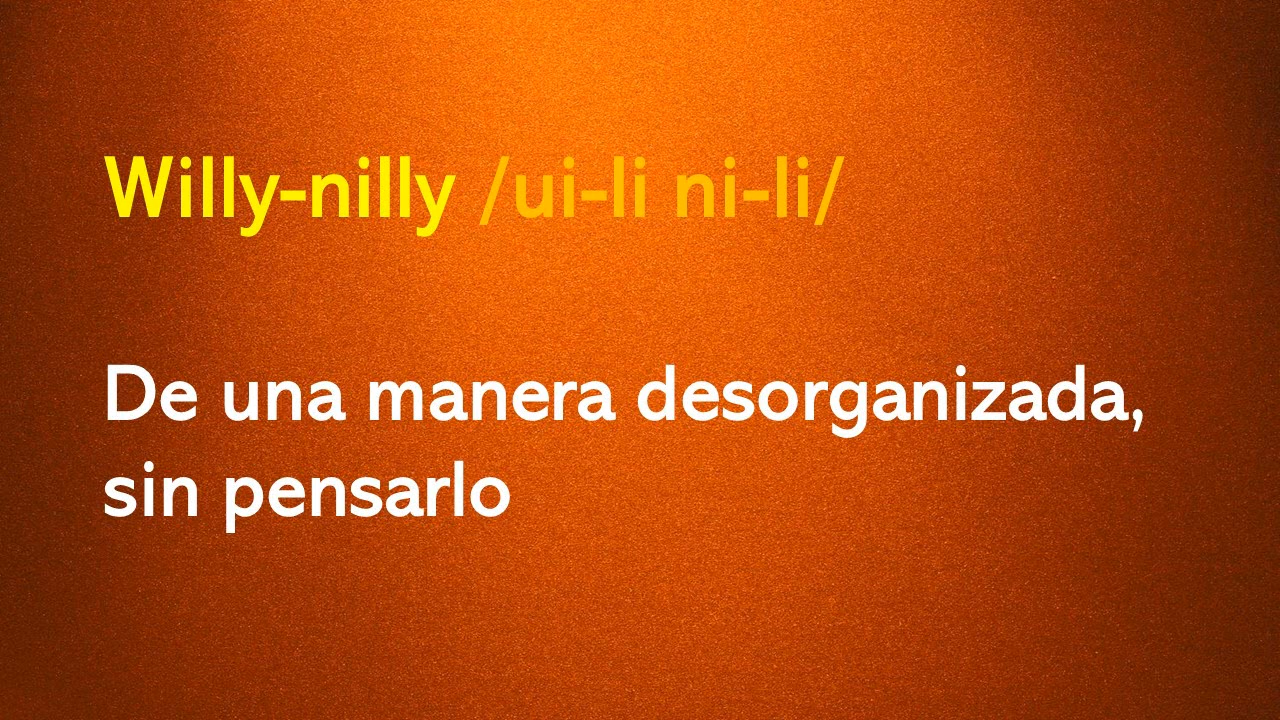 Willy-nilly /ui-li ni-li/
De una manera desorganizada,
sin pensarlo